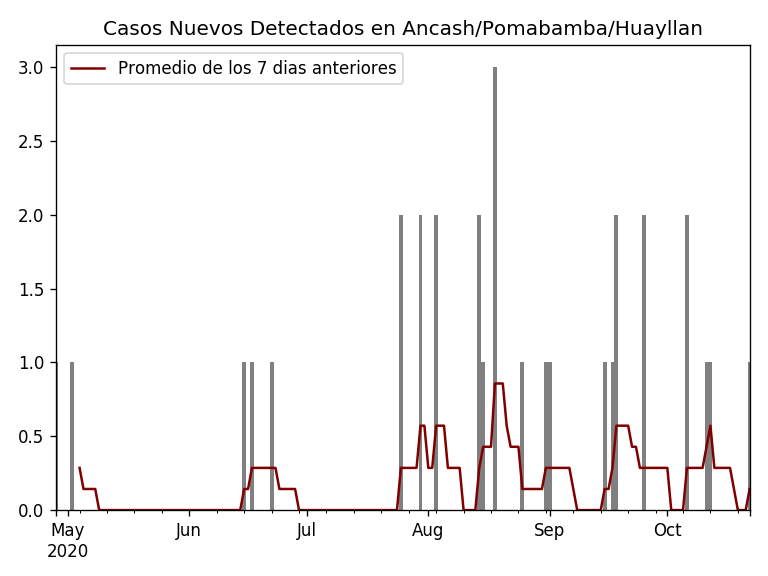 Casos Nuevos Detectados en Ancash/Pomabamba/Huayllan
Promedio de los 7 dias anteriores
3.0
2.5
2.0
1.5
1.0
0.5
0.0
May Jun Jul Aug Sep Oct
2020